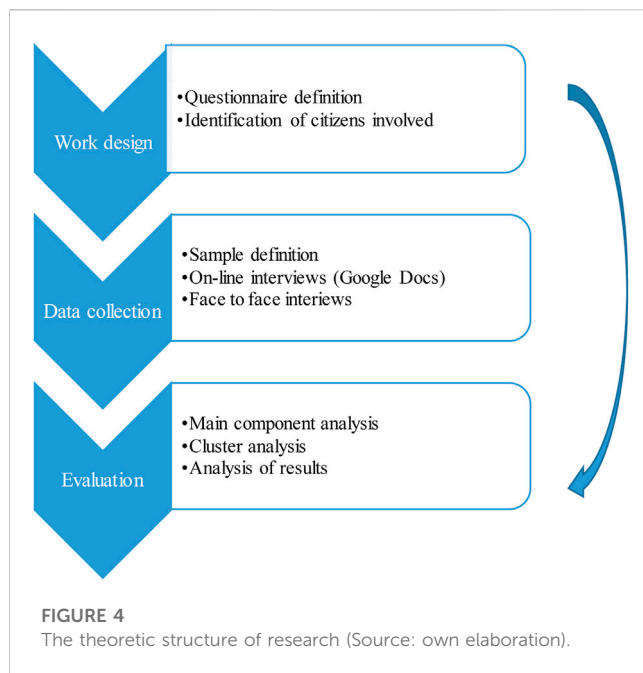 Work design
•Questionnaire definition
•Identification of citizens involved
Data collection
•Sample definition
•On-line interviews (Google Docs)
•Face to face interiews
Evaluation
•Main component analysis
•Cluster analysis
•Analysis of results
FIGURE 4
The theoretic structure of research (Source: own elaboration).